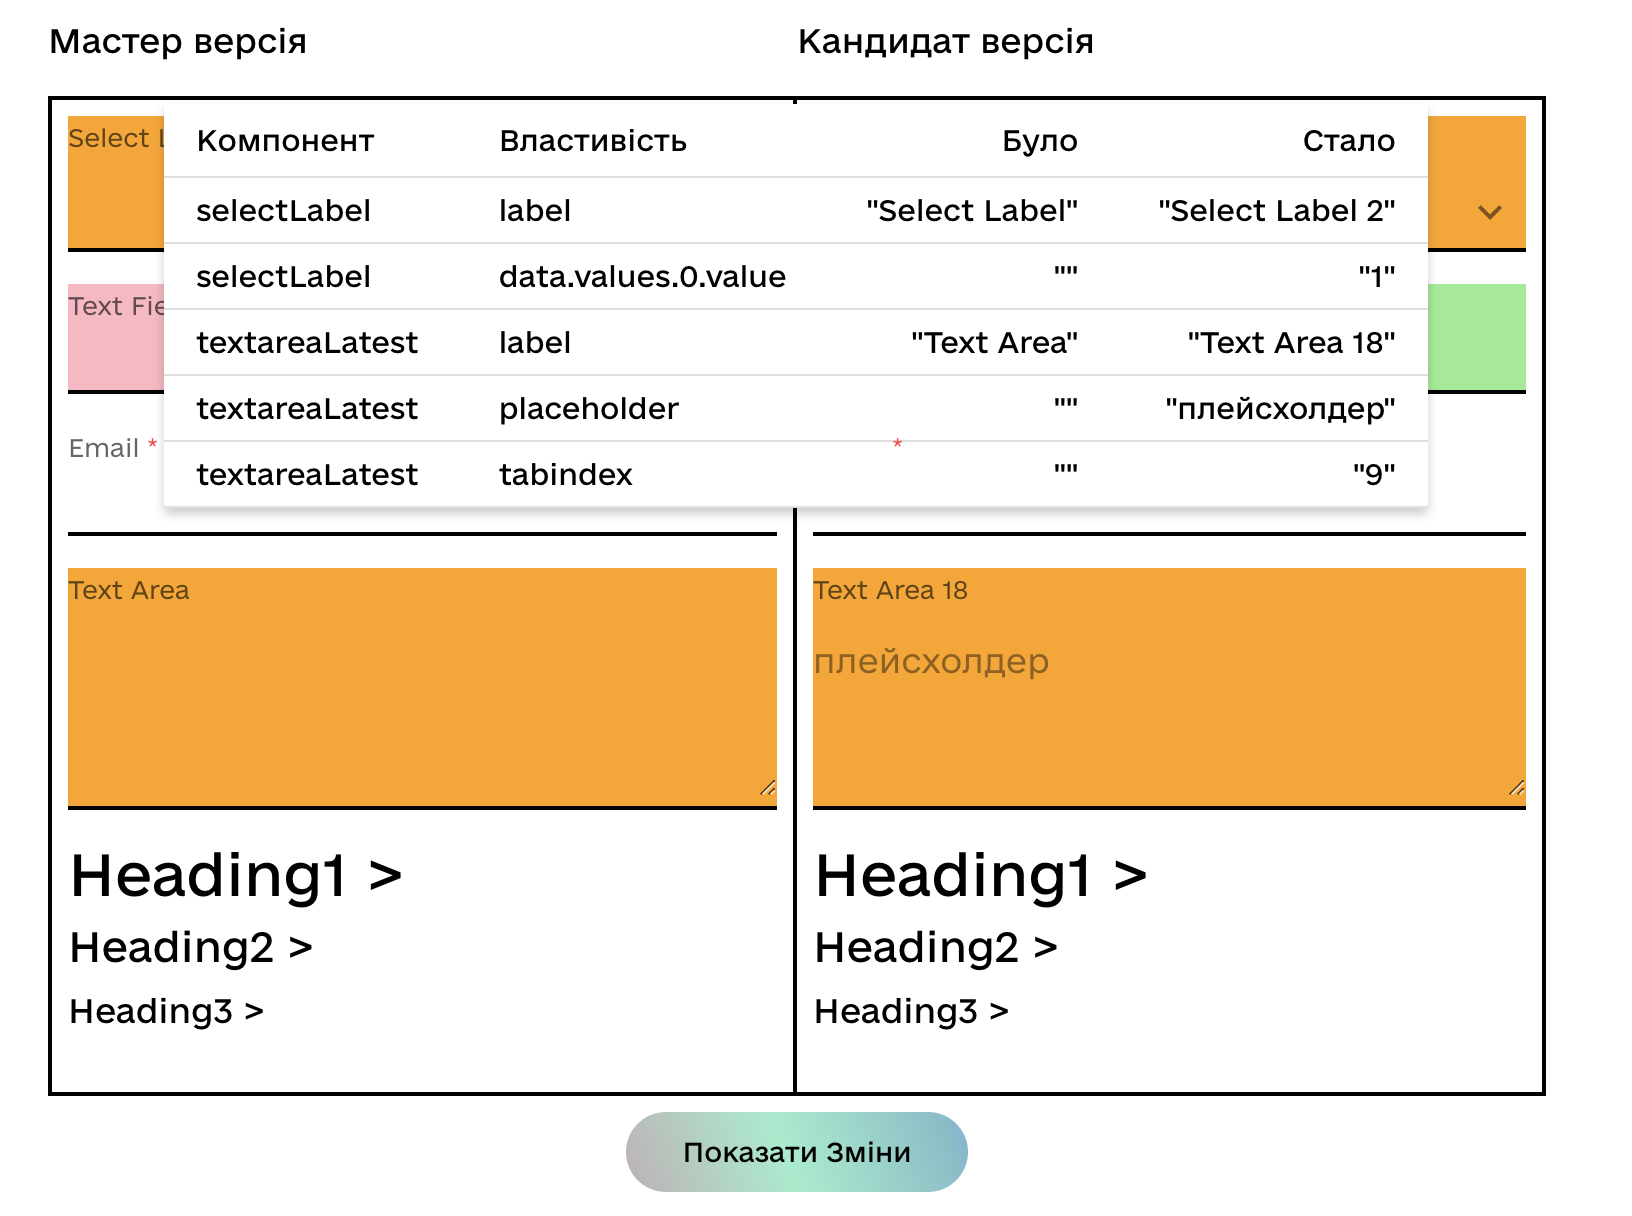 Мастер версія
Кандидат версія
Select L
Компонент Властивість Було Стало
selectLabel label "Select Label" "Select Label 2"
selectLabel data.values.0.value "" "1"
Text Fie
textareaLatest label "Text Area" "Text Area 18"
textareaLatest placeholder "" "плейсхолдер"
Email *
*
textareaLatest tabindex "" "9"
Text Area
Text Area 18
плейсхолдер
Heading1 >
Heading1 >
Heading2 >
Heading2 >
Heading3 >
Heading3 >
Показати Зміни